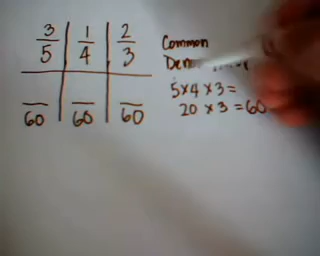 3/5 | 1/4 | 2/3
60 | 60 | 60
Common
5×4×3=
20×3=60